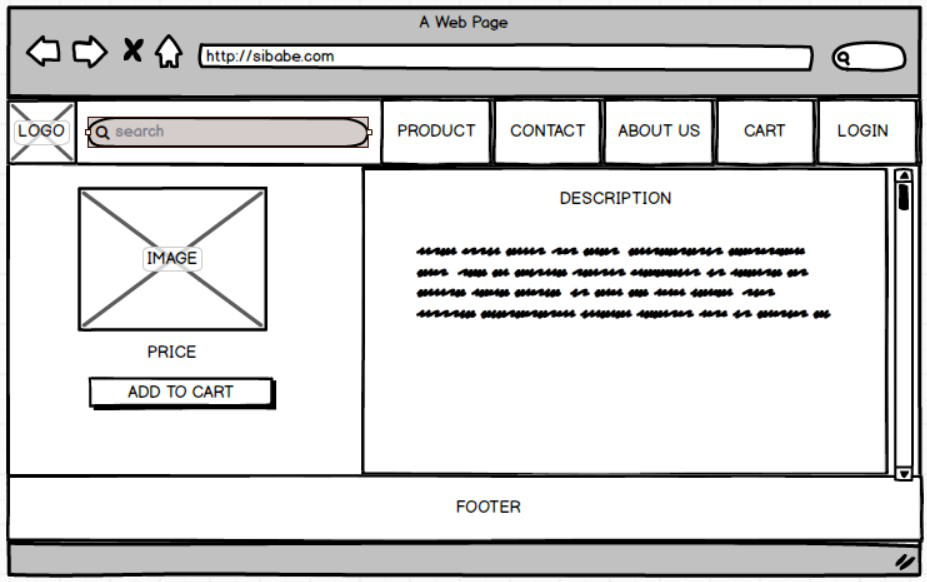 A Web Page
http://sibabe.com
LOGO
search
PRODUCT
CONTACT
ABOUT US
CART
LOGIN
IMAGE
PRICE
ADD TO CART
DESCRIPTION
FOOTER